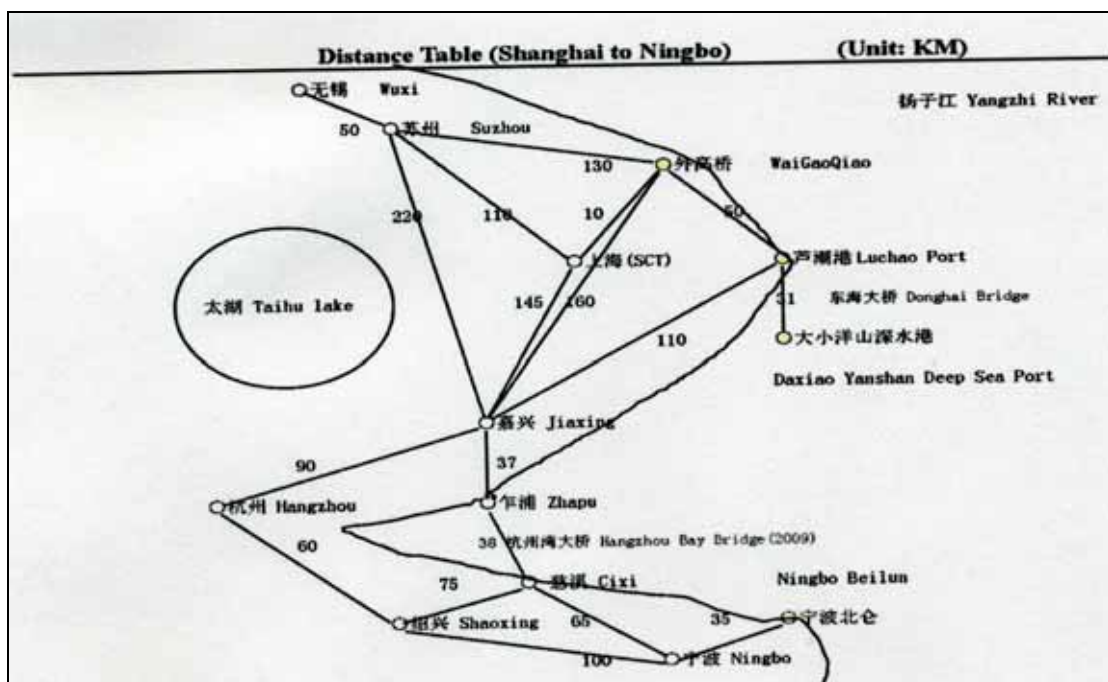 Distance Table (Shanghai to Ningbo) (Unit: KM)
无锡 Wuxi
扬子江 Yangzhi River
50 苏州 Suzhou
130 外高桥 WaiGaoQiao
220 110 10 50
上海(SCT) 芦潮港 Luchao Port
太湖 Taihu lake 145 160 31 东海大桥 Donghai Bridge
110 大小洋山深水港
Daxiao Yanshan Deep Sea Port
嘉兴 Jiaxing
90 37
杭州 Hangzhou 乍浦 Zhapu
60 38 杭州湾大桥 Hangzhou Bay Bridge(2009)
75 慈溪 Cixi Ningbo Beilun
绍兴 Shaoxing 65 35 宁波北仑
100 宁波 Ningbo